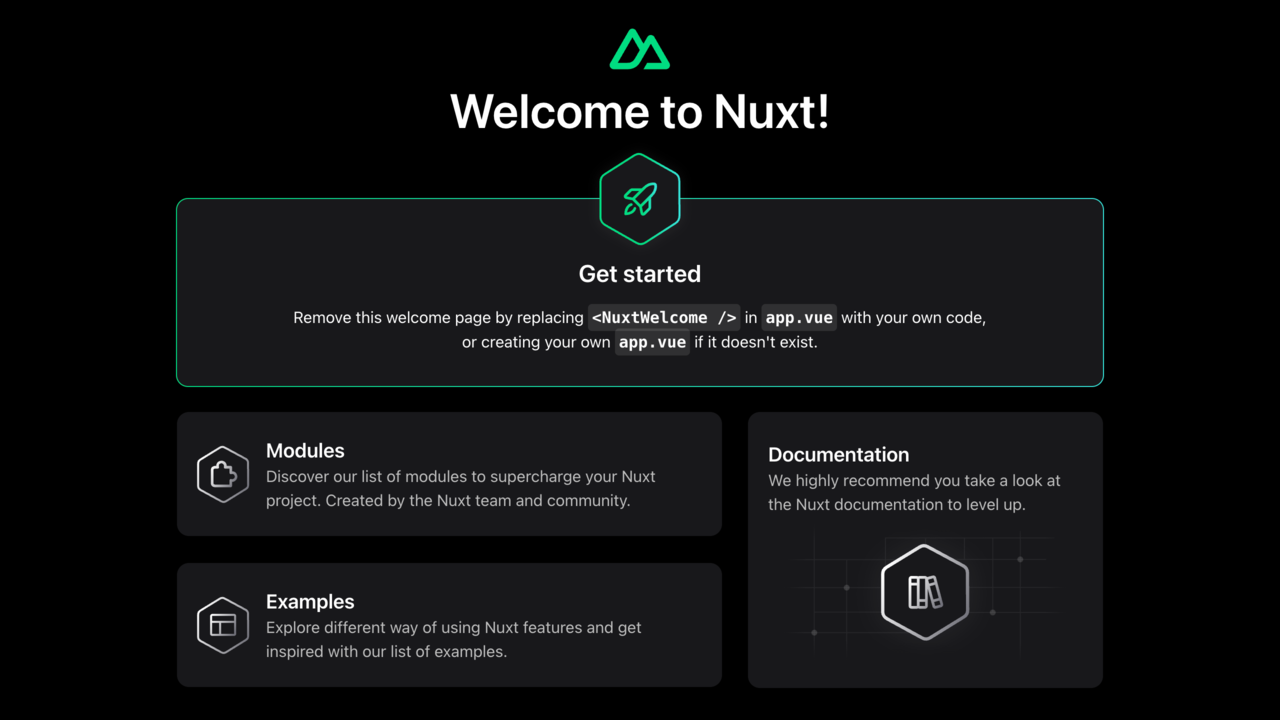 Welcome to Nuxt!
Get started
Remove this welcome page by replacing <NuxtWelcome /> in app.vue with your own code,
or creating your own app.vue if it doesn't exist.
Modules
Discover our list of modules to supercharge your Nuxt
project. Created by the Nuxt team and community.
Examples
Explore different way of using Nuxt features and get
inspired with our list of examples.
Documentation
We highly recommend you take a look at
the Nuxt documentation to level up.